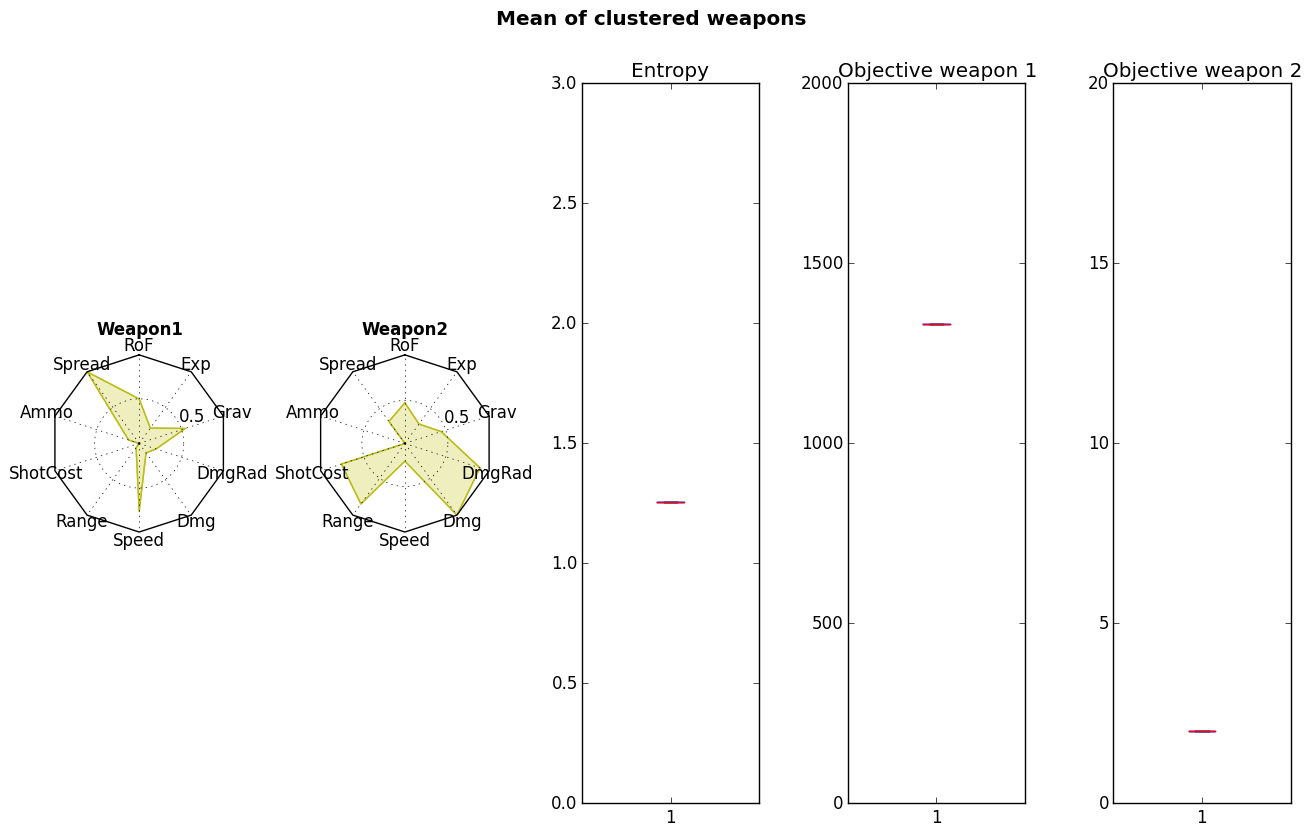 Mean of clustered weapons
Weapon1
RoF
Spread
Exp
Ammo
0.5
Grav
ShotCost
DmgRad
Range
Dmg
Speed
Weapon2
RoF
Spread
Exp
Ammo
0.5
Grav
ShotCost
DmgRad
Range
Dmg
Speed
Entropy
3.0
2.5
2.0
1.5
1.0
0.5
0.0
1
Objective weapon 1
2000
1500
1000
500
0
1
Objective weapon 2
20
15
10
5
0
1